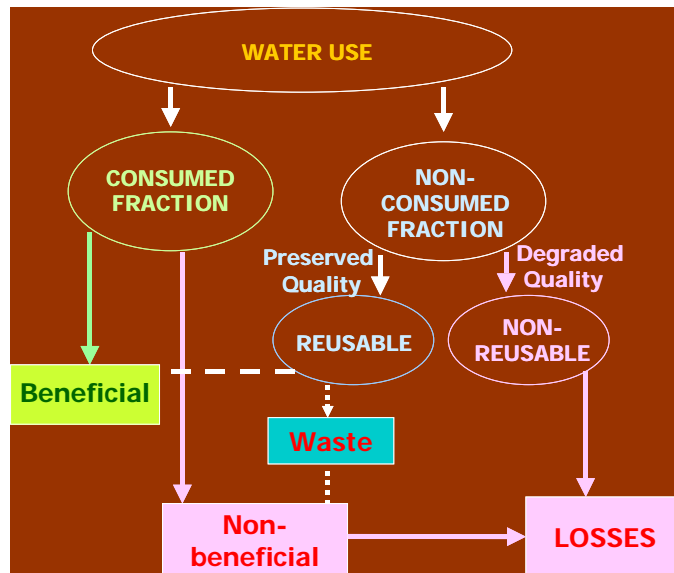 WATER USE
CONSUMED
FRACTION
NON-
CONSUMED
FRACTION
Preserved
Quality
Degraded
Quality
REUSABLE
NON-
REUSABLE
Beneficial
Waste
Non-
beneficial
LOSSES